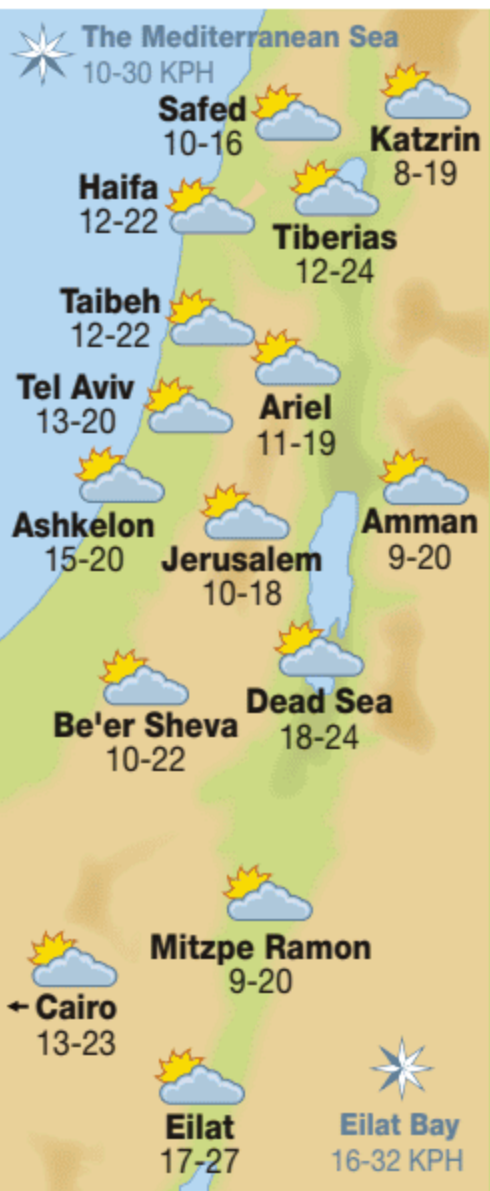 The Mediterranean Sea
10-30 KPH
Safed
10-16
Katzrin
8-19
Haifa
12-22
Tiberias
12-24
Taibeh
12-22
Tel Aviv
13-20
Ariel
11-19
Ashkelon
15-20
Jerusalem
10-18
Amman
9-20
Dead Sea
18-24
Be'er Sheva
10-22
Mitzpe Ramon
9-20
←Cairo
13-23
Eilat
17-27
Eilat Bay
16-32 KPH